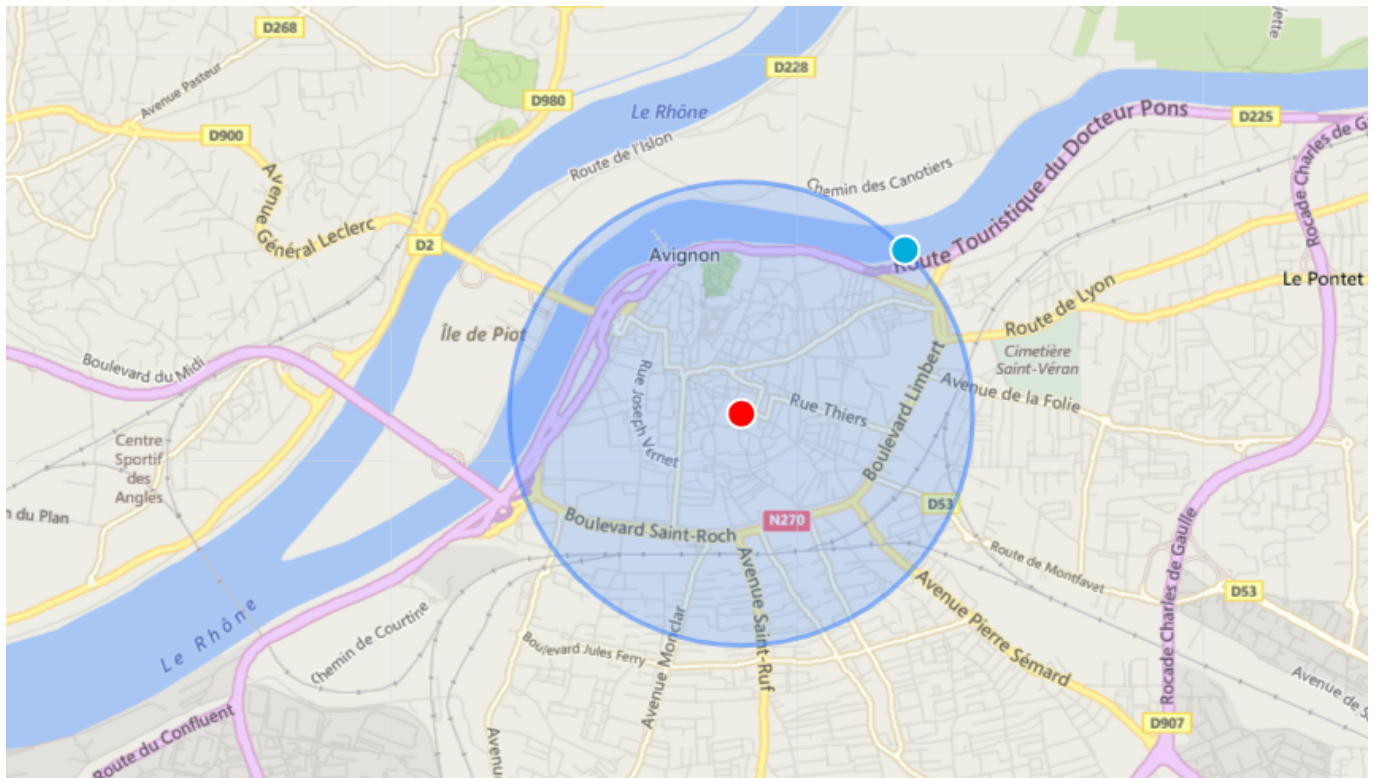 D268
iette
D228
Avenue Pasteur
D980
Le Rhône
D900
Route de l'Islon
Route Touristique du Docteur Pons
D225
Rocade Charles de G
Chemin des Canotiers
Avenue Général Leclerc
D2
Avignon
Le Pontet
Route de Lyon
Île de Piot
Boulevard du Midi
Cimetière
Saint-Véran
Rue Joseph Vernet
Rue Thiers
Boulevard Limbert
Avenue de la Folie
Centre
Sportif
des
Angles
n du Plan
D53
Boulevard Saint-Roch
N270
Route de Montfavet
Rocade Charles de Gaulle
D53
Le Rhône
Chemin de Courtine
Boulevard Jules Ferry
Avenue Monclar
Avenue Saint-Ruf
Avenue Pierre Sémard
Avenue de S
Route du Confluent
Avenu
D907